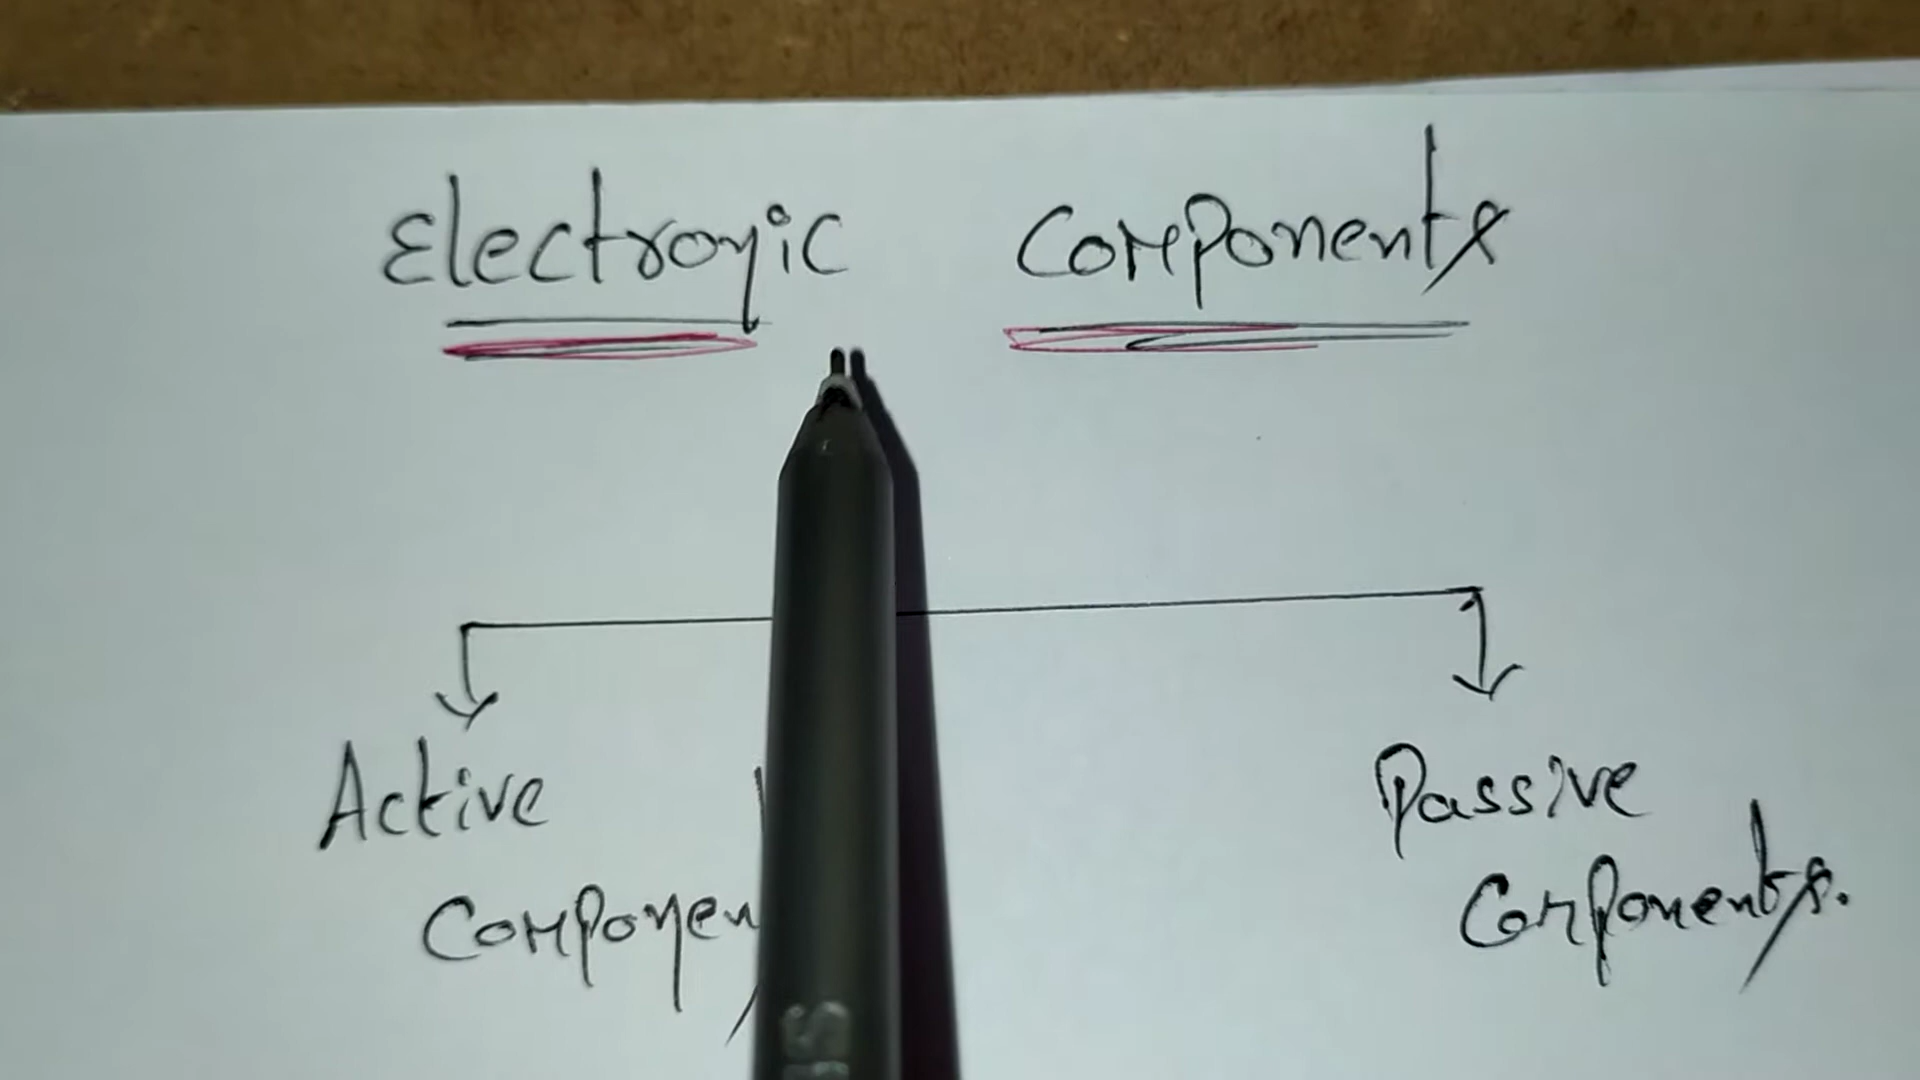 Electronic Components
Active
Passive
Components.